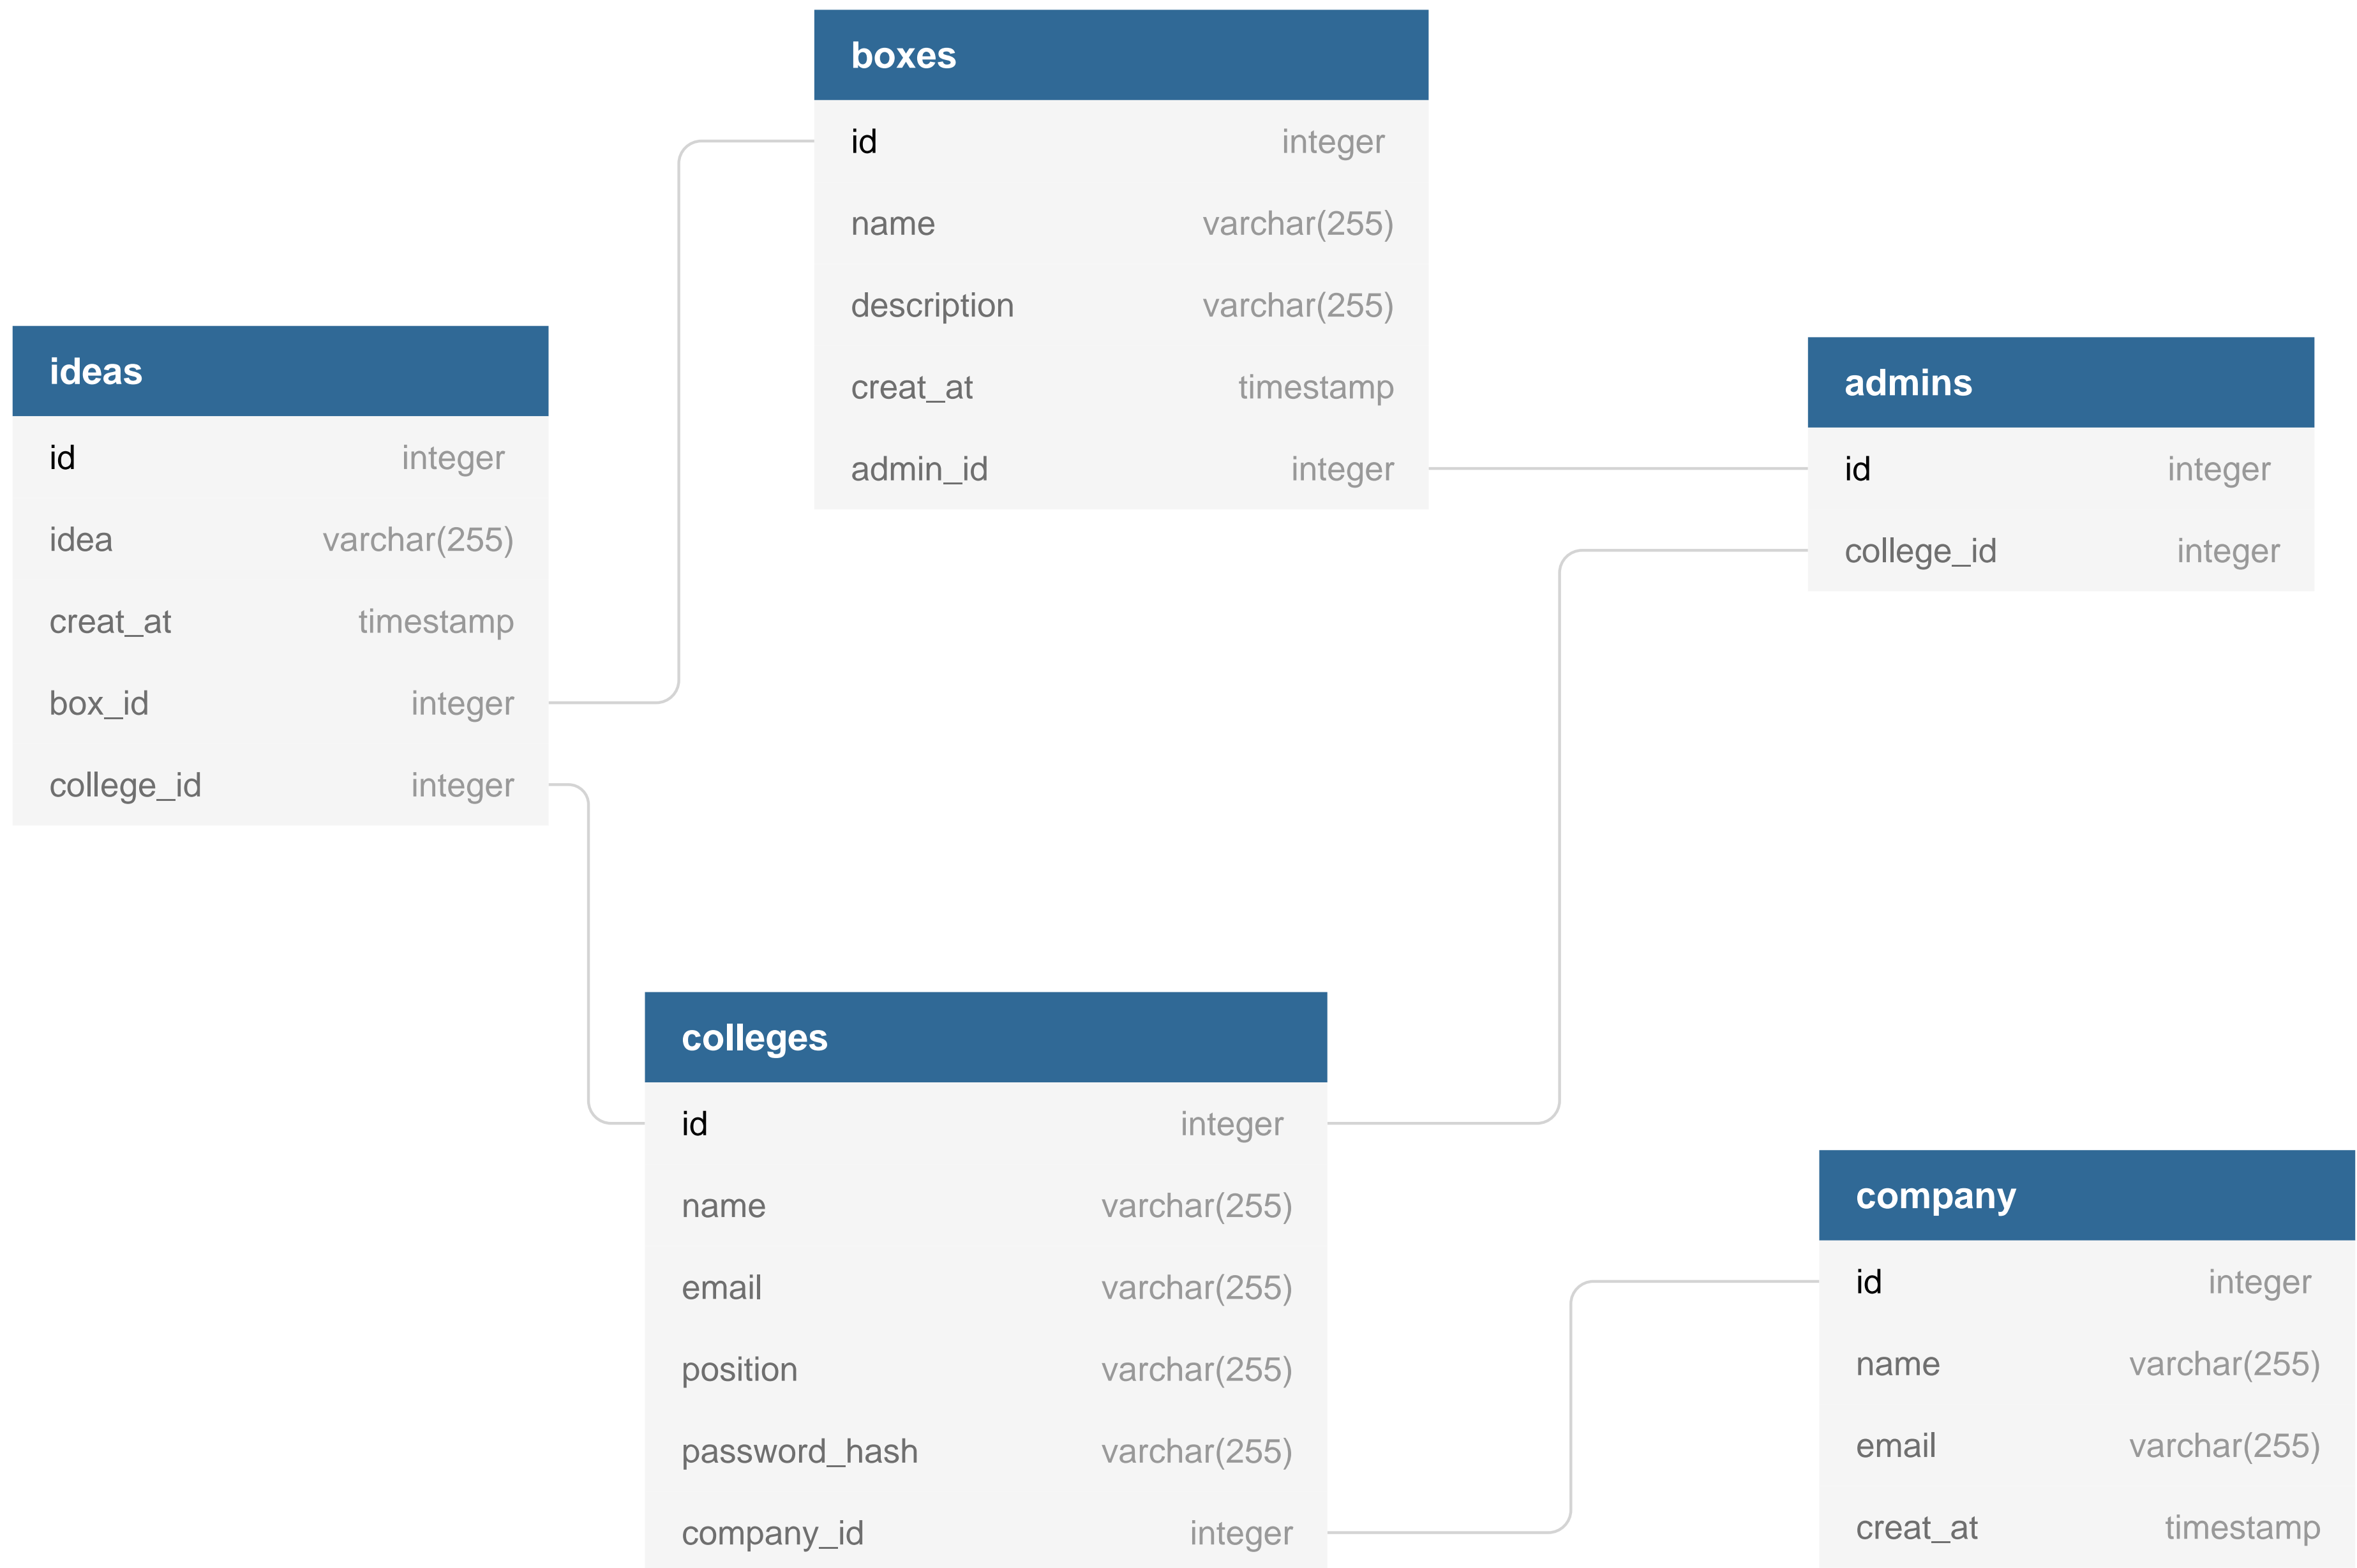 boxes
id integer
name varchar(255)
description varchar(255)
creat_at timestamp
admin_id integer
ideas
id integer
idea varchar(255)
creat_at timestamp
box_id integer
college_id integer
admins
id integer
college_id integer
colleges
id integer
name varchar(255)
email varchar(255)
position varchar(255)
password_hash varchar(255)
company_id integer
company
id integer
name varchar(255)
email varchar(255)
creat_at timestamp